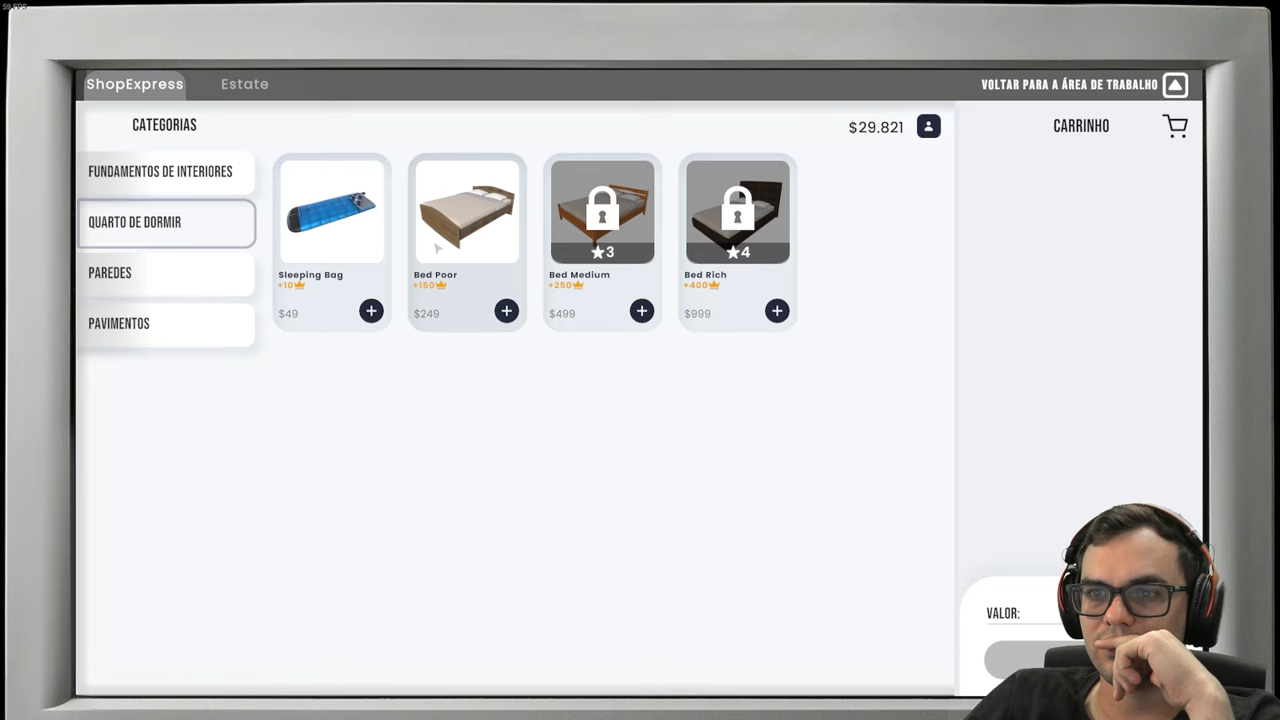 59 FPS
ShopExpress
Estate
VOLTAR PARA A ÁREA DE TRABALHO
CATEGORIAS
$29.821
CARRINHO
FUNDAMENTOS DE INTERIORES
QUARTO DE DORMIR
PAREDES
PAVIMENTOS
3
4
Sleeping Bag
+10
$49
Bed Poor
+150
$249
Bed Medium
+250
$499
Bed Rich
+400
$999
VALOR: